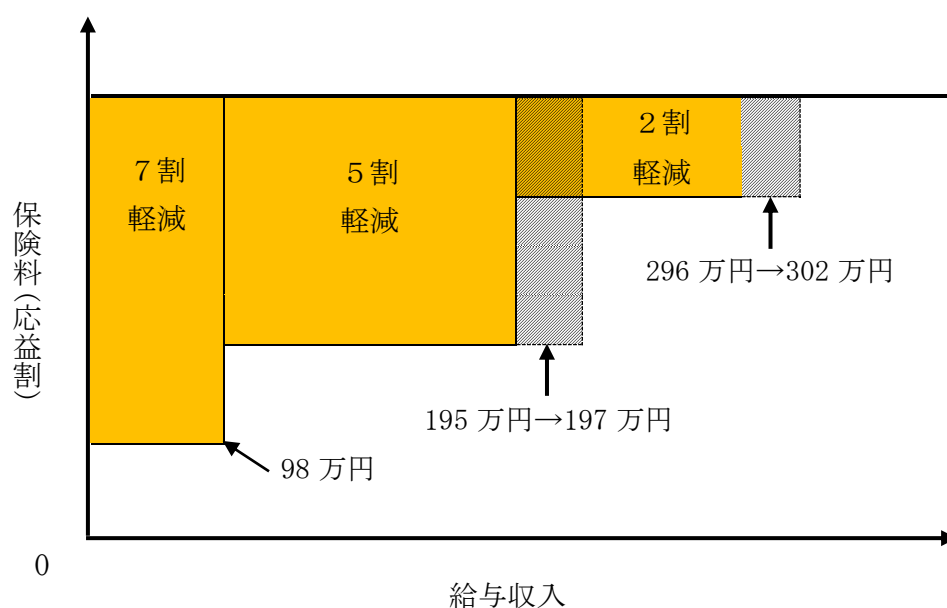 ７割
軽減
５割
軽減
２割
軽減
保険料（応益割）
296 万円→302 万円
195 万円→197 万円
98 万円
0
給与収入